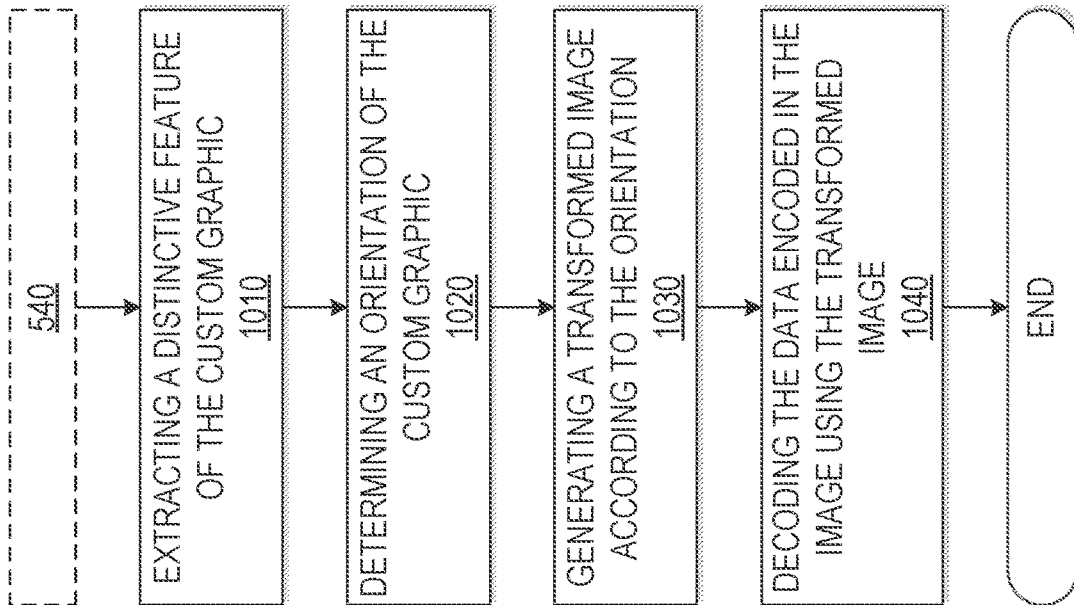 540
EXTRACTING A DISTINCTIVE FEATURE
OF THE CUSTOM GRAPHIC
1010
DETERMINING AN ORIENTATION OF THE
CUSTOM GRAPHIC
1020
GENERATING A TRANSFORMED IMAGE
ACCORDING TO THE ORIENTATION
1030
DECODING THE DATA ENCODED IN THE
IMAGE USING THE TRANSFORMED
IMAGE
1040
END